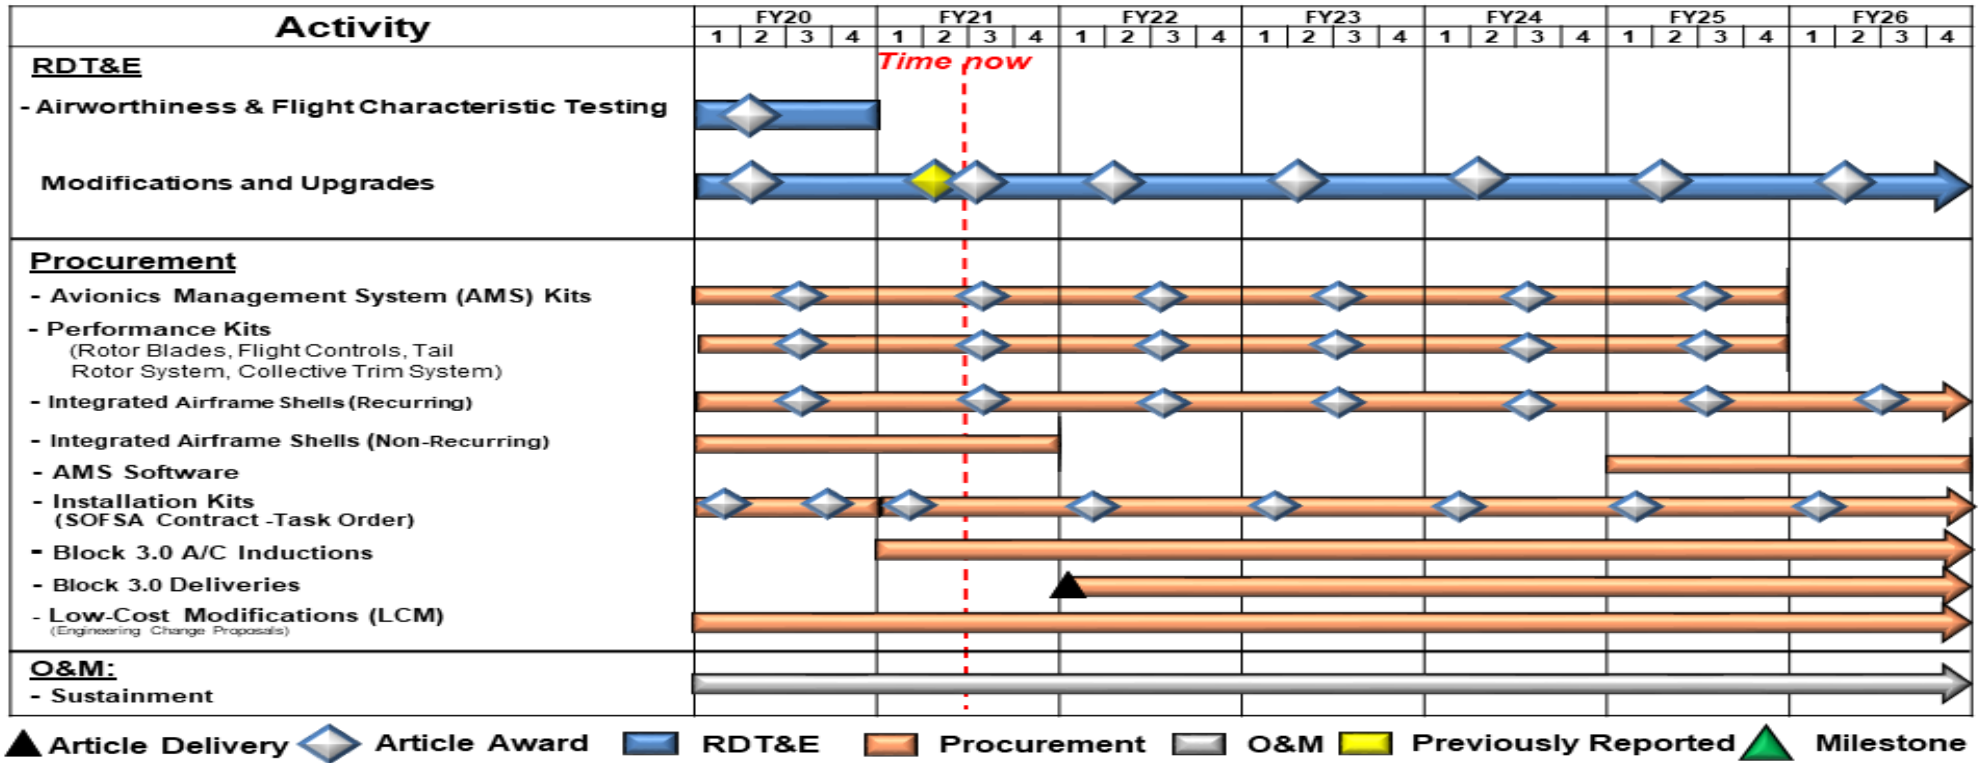 Activity
FY20 FY21 FY22 FY23 FY24 FY25 FY26
1 2 3 4 1 2 3 4 1 2 3 4 1 2 3 4 1 2 3 4 1 2 3 4 1 2 3 4
Time now
RDT&E
- Airworthiness & Flight Characteristic Testing
Modifications and Upgrades
Procurement
- Avionics Management System (AMS) Kits
- Performance Kits
(Rotor Blades, Flight Controls, Tail
Rotor System, Collective Trim System)
- Integrated Airframe Shells (Recurring)
- Integrated Airframe Shells (Non-Recurring)
- AMS Software
- Installation Kits
(SOFSA Contract -Task Order)
- Block 3.0 A/C Inductions
- Block 3.0 Deliveries
- Low-Cost Modifications (LCM)
(Engineering Change Proposals)
O&M:
- Sustainment
Article Delivery Article Award RDT&E Procurement O&M Previously Reported Milestone